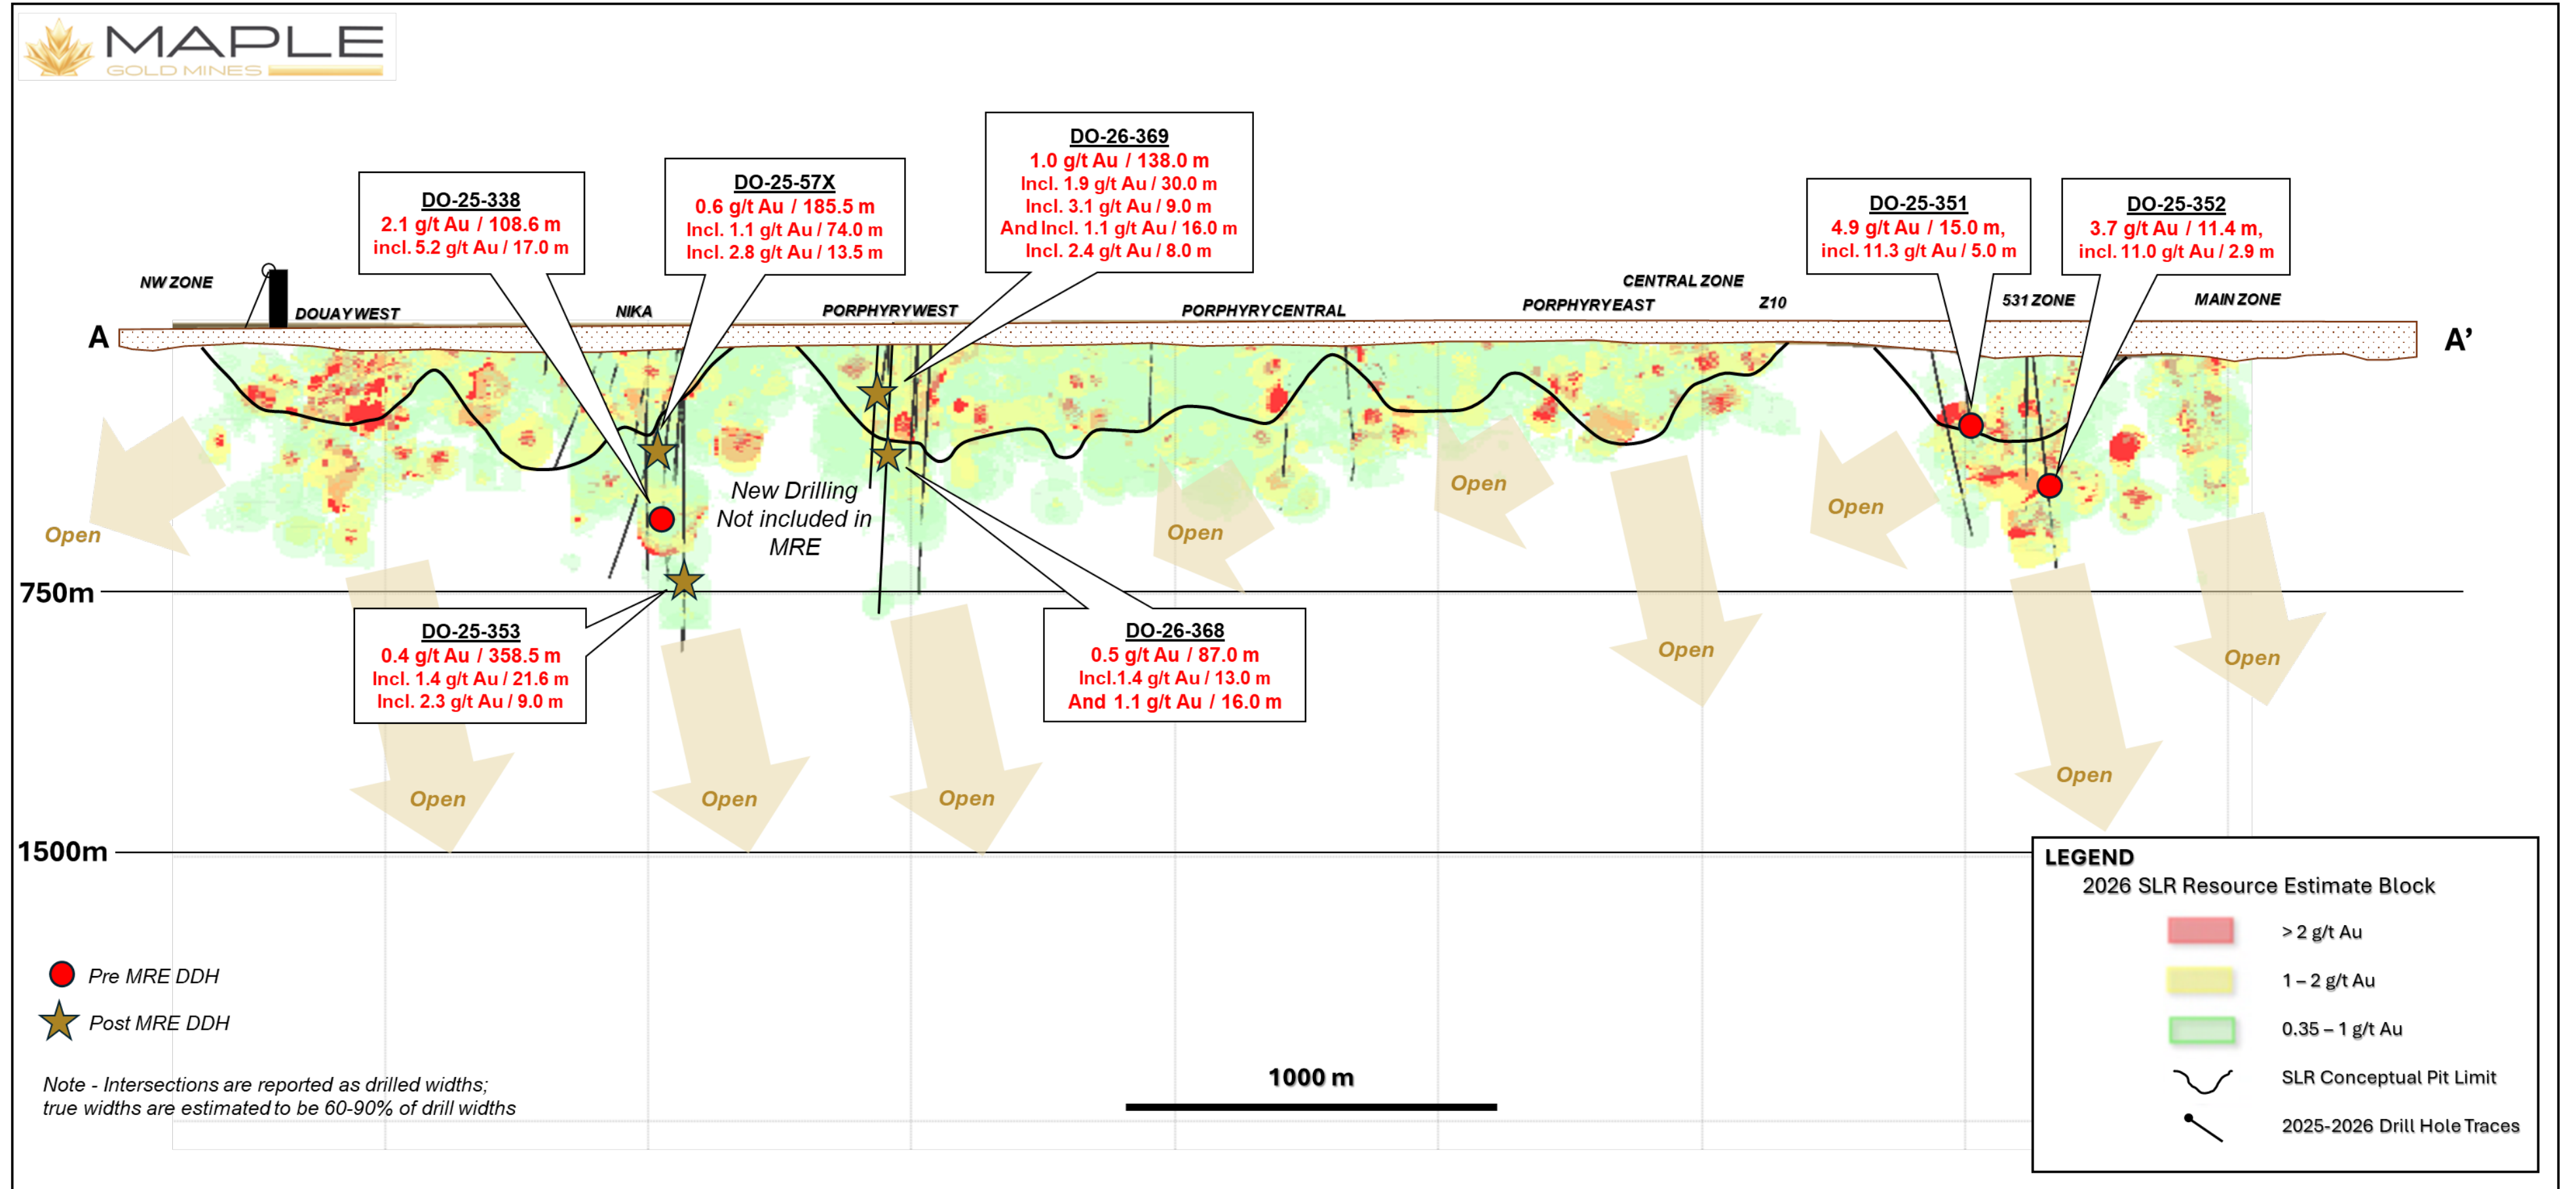 MAPLE
GOLD MINES
DO-26-369
1.0 g/t Au / 138.0 m
Incl. 1.9 g/t Au / 30.0 m
Incl. 3.1 g/t Au / 9.0 m
And Incl. 1.1 g/t Au / 16.0 m
Incl. 2.4 g/t Au / 8.0 m
DO-25-338
2.1 g/t Au / 108.6 m
incl. 5.2 g/t Au / 17.0 m
DO-25-57X
0.6 g/t Au / 185.5 m
Incl. 1.1 g/t Au / 74.0 m
Incl. 2.8 g/t Au / 13.5 m
DO-25-351
4.9 g/t Au / 15.0 m,
incl. 11.3 g/t Au / 5.0 m
DO-25-352
3.7 g/t Au / 11.4 m,
incl. 11.0 g/t Au / 2.9 m
NW ZONE
DOUAY WEST
NIKA
PORPHYRY WEST
PORPHYRY CENTRAL
PORPHYRY EAST
CENTRAL ZONE
Z10
531 ZONE
MAIN ZONE
A
A’
New Drilling
Not included in
MRE
Open
Open
Open
Open
Open
750m
DO-25-353
0.4 g/t Au / 358.5 m
Incl. 1.4 g/t Au / 21.6 m
Incl. 2.3 g/t Au / 9.0 m
DO-26-368
0.5 g/t Au / 87.0 m
Incl.1.4 g/t Au / 13.0 m
And 1.1 g/t Au / 16.0 m
Open
Open
Open
Open
Open
1500m
LEGEND
2026 SLR Resource Estimate Block
> 2 g/t Au
1 – 2 g/t Au
0.35 – 1 g/t Au
SLR Conceptual Pit Limit
2025-2026 Drill Hole Traces
Pre MRE DDH
Post MRE DDH
Note - Intersections are reported as drilled widths;
true widths are estimated to be 60-90% of drill widths
1000 m